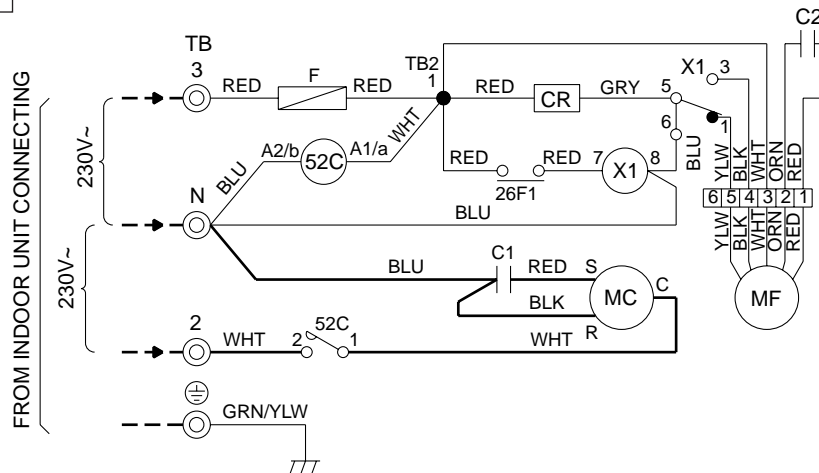 C2
TB
3
RED
F
RED
TB2
1
RED
CR
GRY
5
X1
3
1
6
BLU
WHT
A2/b
52C
A1/a
BLU
230V~
RED
26F1
RED
7
X1
8
YLW
BLK
WHT
ORN
RED
6 5 4 3 2 1
YLW
BLK
WHT
ORN
RED
MF
N
BLU
BLU
C1
RED
S
BLK
R
MC
C
230V~
2
WHT
2
52C
1
WHT
GRN/YLW
FROM INDOOR UNIT CONNECTING